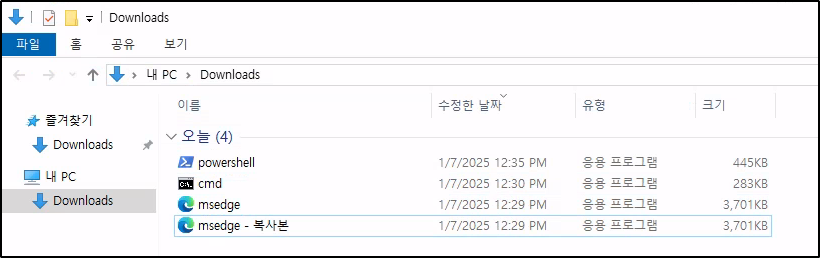 Downloads
파일 홈 공유 보기
내 PC Downloads
이름 수정한 날짜 유형 크기
즐겨찾기
Downloads
내 PC
Downloads
오늘 (4)
powershell 1/7/2025 12:35 PM 응용 프로그램 445KB
cmd 1/7/2025 12:30 PM 응용 프로그램 283KB
msedge 1/7/2025 12:29 PM 응용 프로그램 3,701KB
msedge - 복사본 1/7/2025 12:29 PM 응용 프로그램 3,701KB